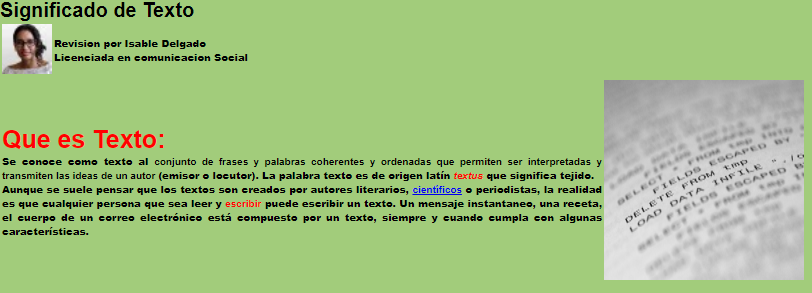 Significado de Texto
Revision por Isable Delgado
Licenciada en comunicacion Social
Que es Texto:
Se conoce como texto al conjunto de frases y palabras coherentes y ordenadas que permiten ser interpretadas y
transmiten las ideas de un autor (emisor o locutor). La palabra texto es de origen latín textus que significa tejido.
Aunque se suele pensar que los textos son creados por autores literarios, cientificos o periodistas, la realidad
es que cualquier persona que sea leer y escribir puede escribir un texto. Un mensaje instantaneo, una receta,
el cuerpo de un correo electrónico está compuesto por un texto, siempre y cuando cumpla con algunas
características.
SELECT
FIELDS ESCAPED BY
DELETE FROM tmp
LOAD DATA INFILE "./o
FIELDS ESCAPED BY